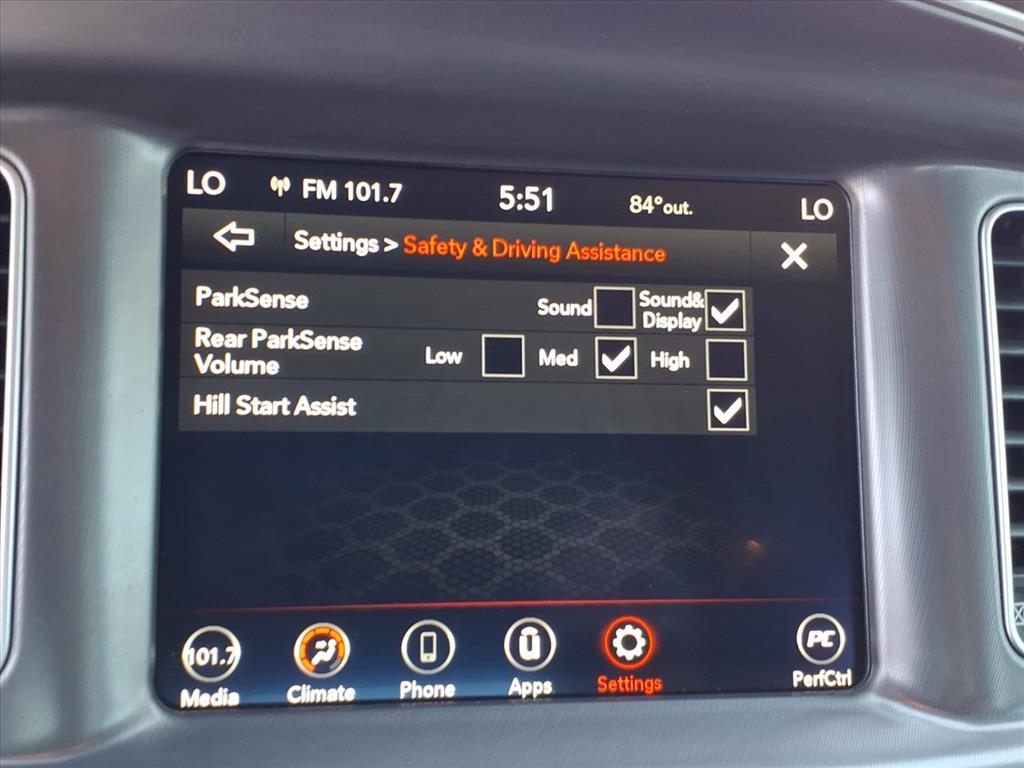 LO FM 101.7 5:51 84°out. LO
Settings > Safety & Driving Assistance
ParkSense Sound Sound& Display
Rear ParkSense Volume Low Med High
Hill Start Assist
101.7 PC
Media Climate Phone Apps Settings PerfCtrl